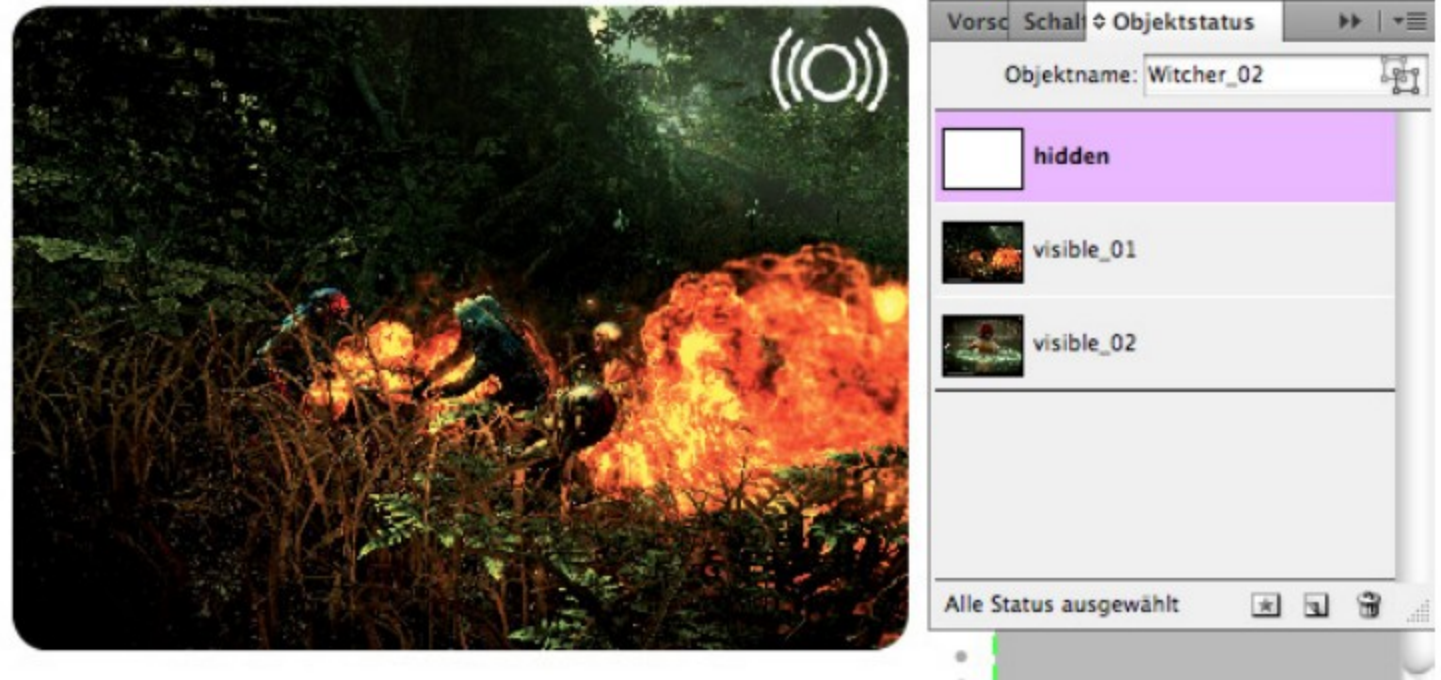 Vorsc Schalt Objektstatus
Objektname: Witcher_02
hidden
visible_01
visible_02
Alle Status ausgewählt